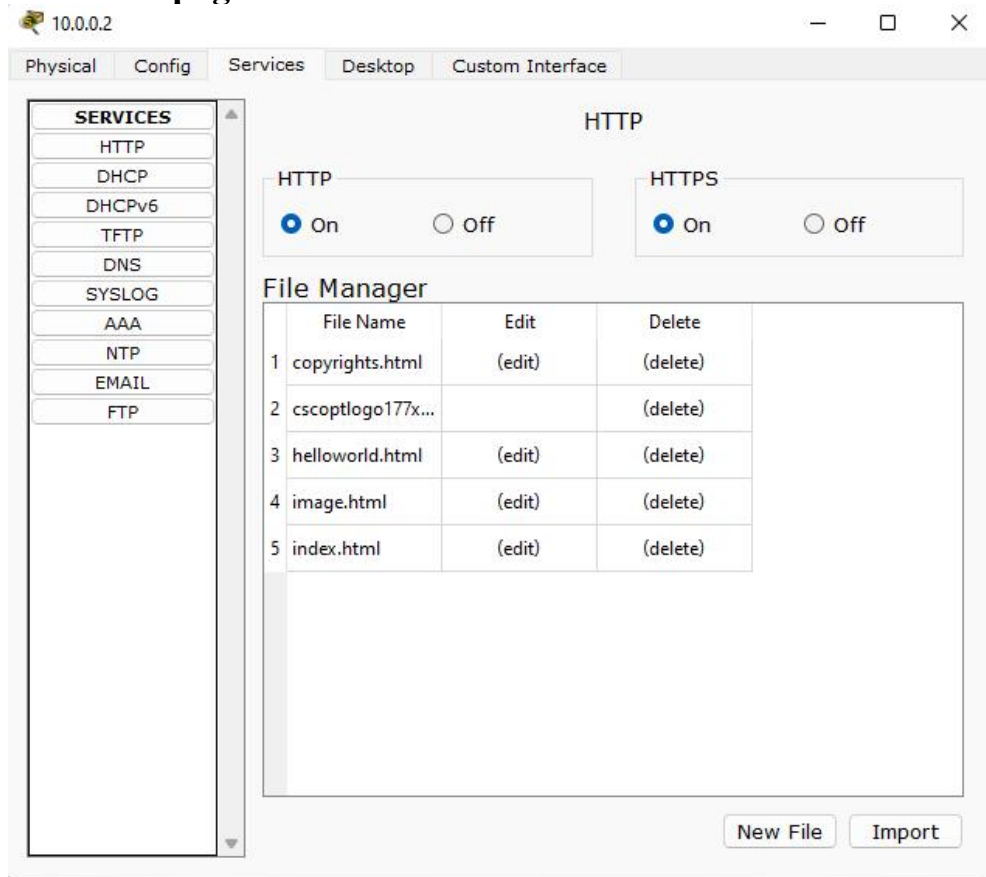 10.0.0.2
Physical Config Services Desktop Custom Interface
SERVICES
HTTP
DHCP
DHCPv6
TFTP
DNS
SYSLOG
AAA
NTP
EMAIL
FTP
HTTP
HTTP
On Off
HTTPS
On Off
File Manager
File Name Edit Delete
1 copyrights.html (edit) (delete)
2 cscoptlogo177x... (delete)
3 helloworld.html (edit) (delete)
4 image.html (edit) (delete)
5 index.html (edit) (delete)
New File Import